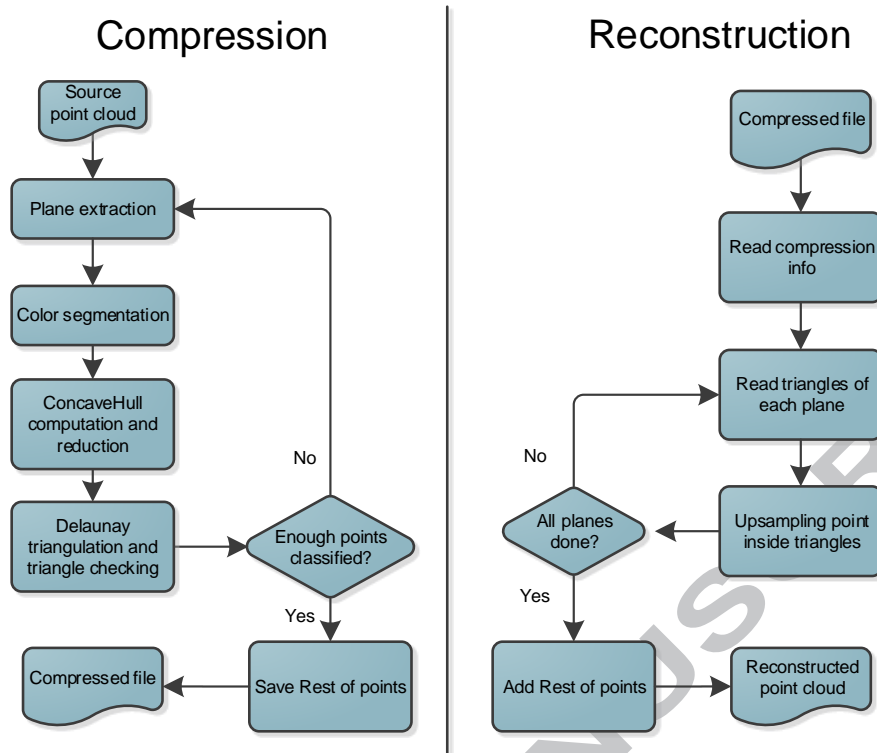 Compression
Source
point cloud
Plane extraction
Color segmentation
ConcaveHull
computation and
reduction
Delaunay
triangulation and
triangle checking
No
Enough points
classified?
Yes
Save Rest of points
Compressed file
Reconstruction
Compressed file
Read compression
info
Read triangles of
each plane
Upsampling point
inside triangles
No
All planes
done?
Yes
Add Rest of points
Reconstructed
point cloud